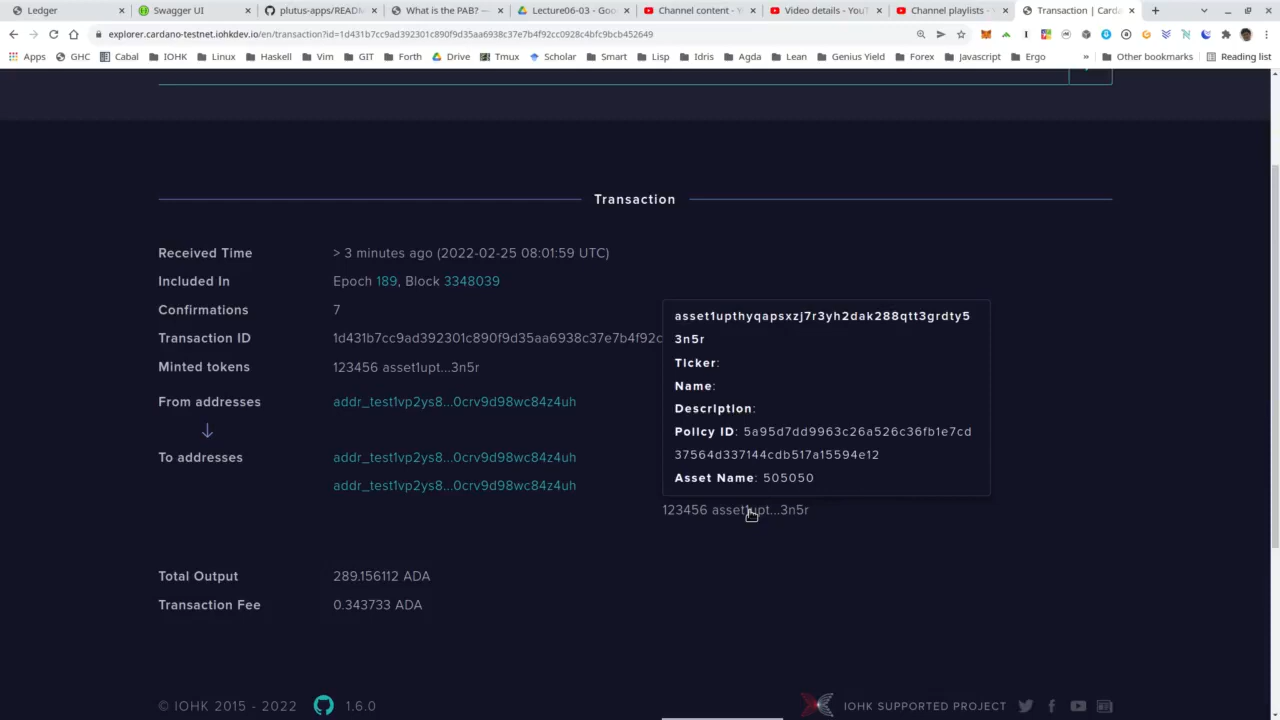 Ledger
Swagger UI
plutus-apps/READM
What is the PAB? —
Lecture06-03 - Goo
Channel content - Y
Video details - YouT
Channel playlists - Y
Transaction | Carda
explorer.cardano-testnet.iohkdev.io/en/transaction?id=1d431b7cc9ad392301c890f9d35aa6938c37e7b4f92cc0928c4bfc9bcb452649
Apps GHC Cabal IOHK Linux Haskell Vim GIT Forth Drive Tmux Scholar Smart Lisp Idris Agda Lean Genius Yield Forex Javascript Ergo » Other bookmarks Reading list
Transaction
Received Time > 3 minutes ago (2022-02-25 08:01:59 UTC)
Included In Epoch 189, Block 3348039
Confirmations 7
Transaction ID 1d431b7cc9ad392301c890f9d35aa6938c37e7b4f92c
Minted tokens 123456 asset1upt...3n5r
From addresses addr_test1vp2ys8...0crv9d98wc84z4uh
To addresses addr_test1vp2ys8...0crv9d98wc84z4uh
addr_test1vp2ys8...0crv9d98wc84z4uh
asset1upthyqapsxzj7r3yh2dak288qtt3grdty5
3n5r
Ticker:
Name:
Description:
Policy ID: 5a95d7dd9963c26a526c36fb1e7cd
37564d337144cdb517a15594e12
Asset Name: 505050
123456 asset1upt...3n5r
Total Output 289.156112 ADA
Transaction Fee 0.343733 ADA
© IOHK 2015 - 2022 1.6.0 IOHK SUPPORTED PROJECT